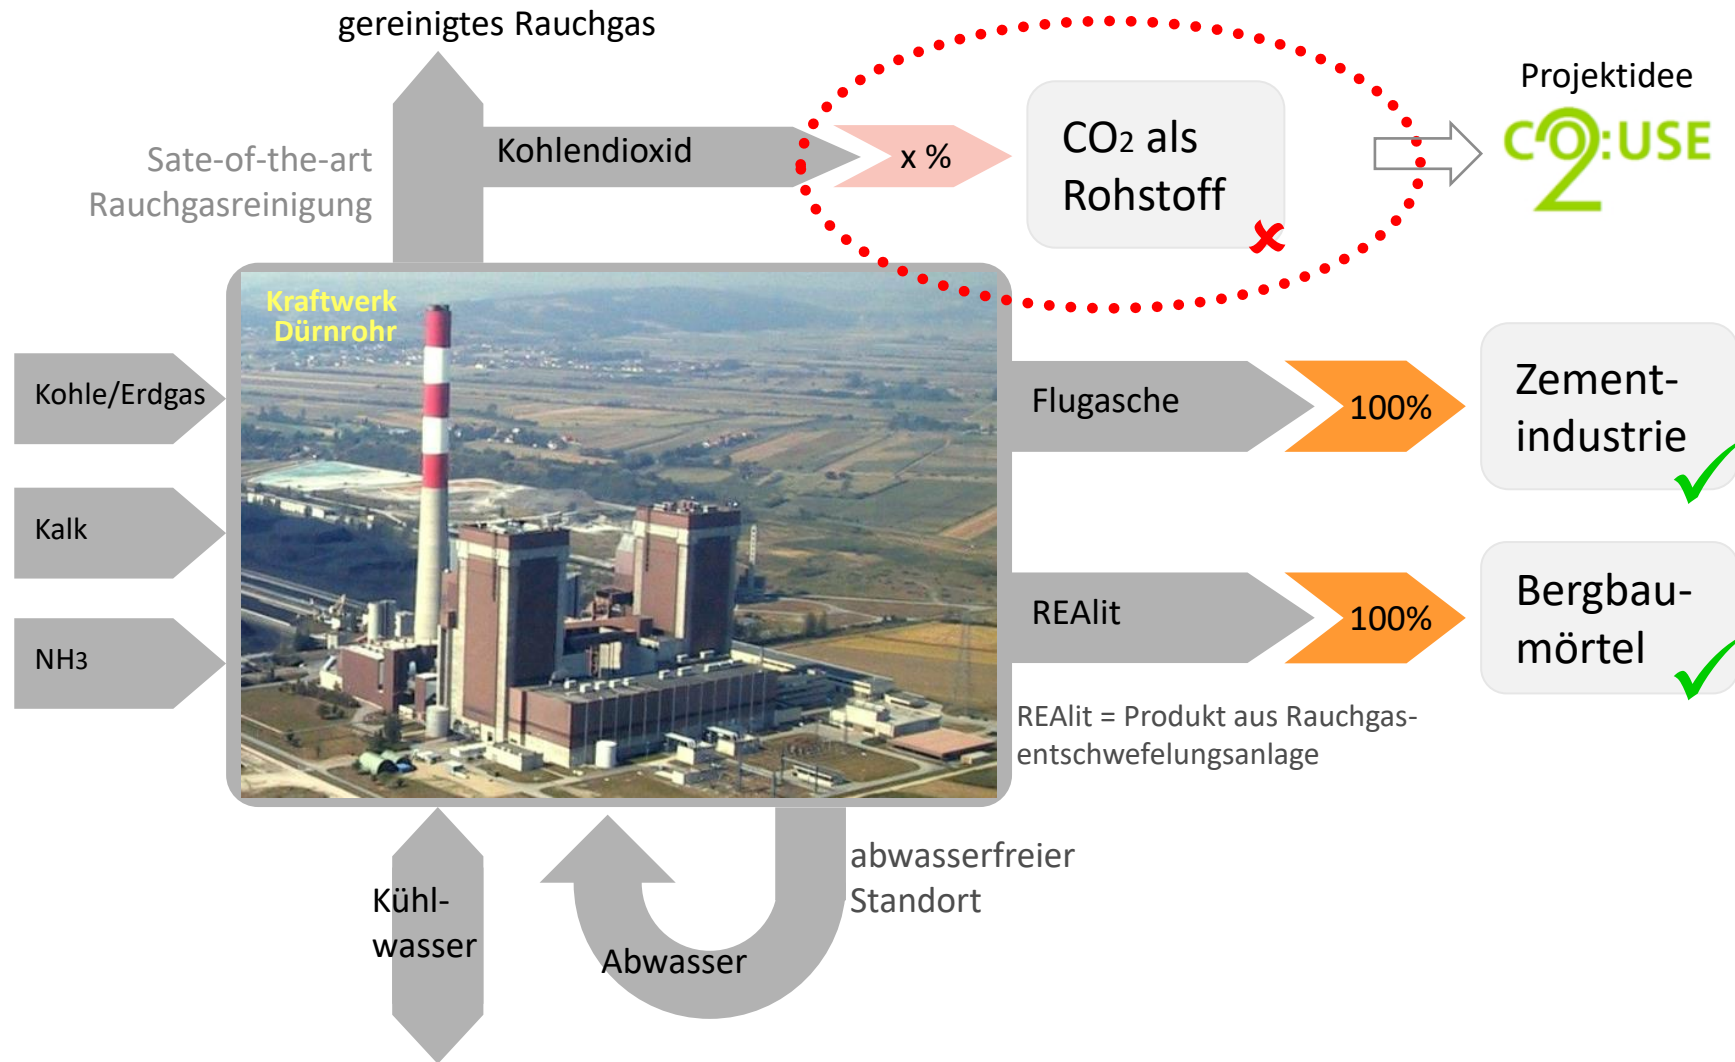 gereinigtes Rauchgas
Sate-of-the-art
Rauchgasreinigung
Kohlendioxid
x %
CO2 als
Rohstoff
Projektidee
CO2:USE
Kraftwerk
Dürnrohr
Kohle/Erdgas
Kalk
NH3
Flugasche
100%
Zement-
industrie
REAlit
100%
Bergbau-
mörtel
REAlit = Produkt aus Rauchgas-
entschwefelungsanlage
Kühl-
wasser
Abwasser
abwasserfreier
Standort